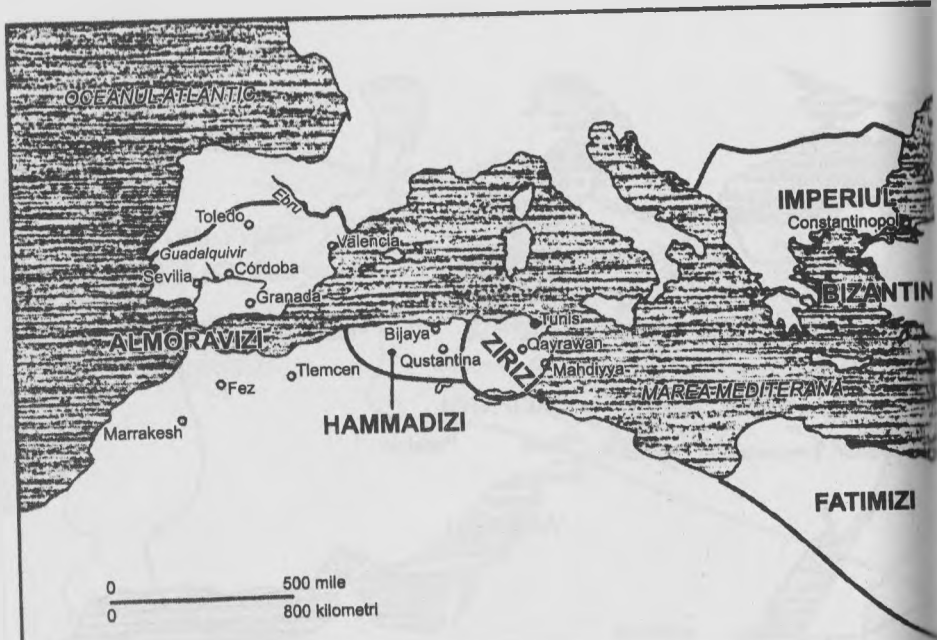 OCEANUL ATLANTIC
Ebru
IMPERIUL
Toledo
Constantinopol
Valencia
Guadalquivir
Sevilia
Córdoba
BIZANTIN
Granada
Tunis
ALMORAVIZI
Bijaya
ZIRIZI
Qayrawan
Qustantina
Mahdiyya
Tlemcen
MAREA MEDITERANA
Fez
HAMMADIZI
Marrakesh
FATIMIZI
0 500 mile
0 800 kilometri